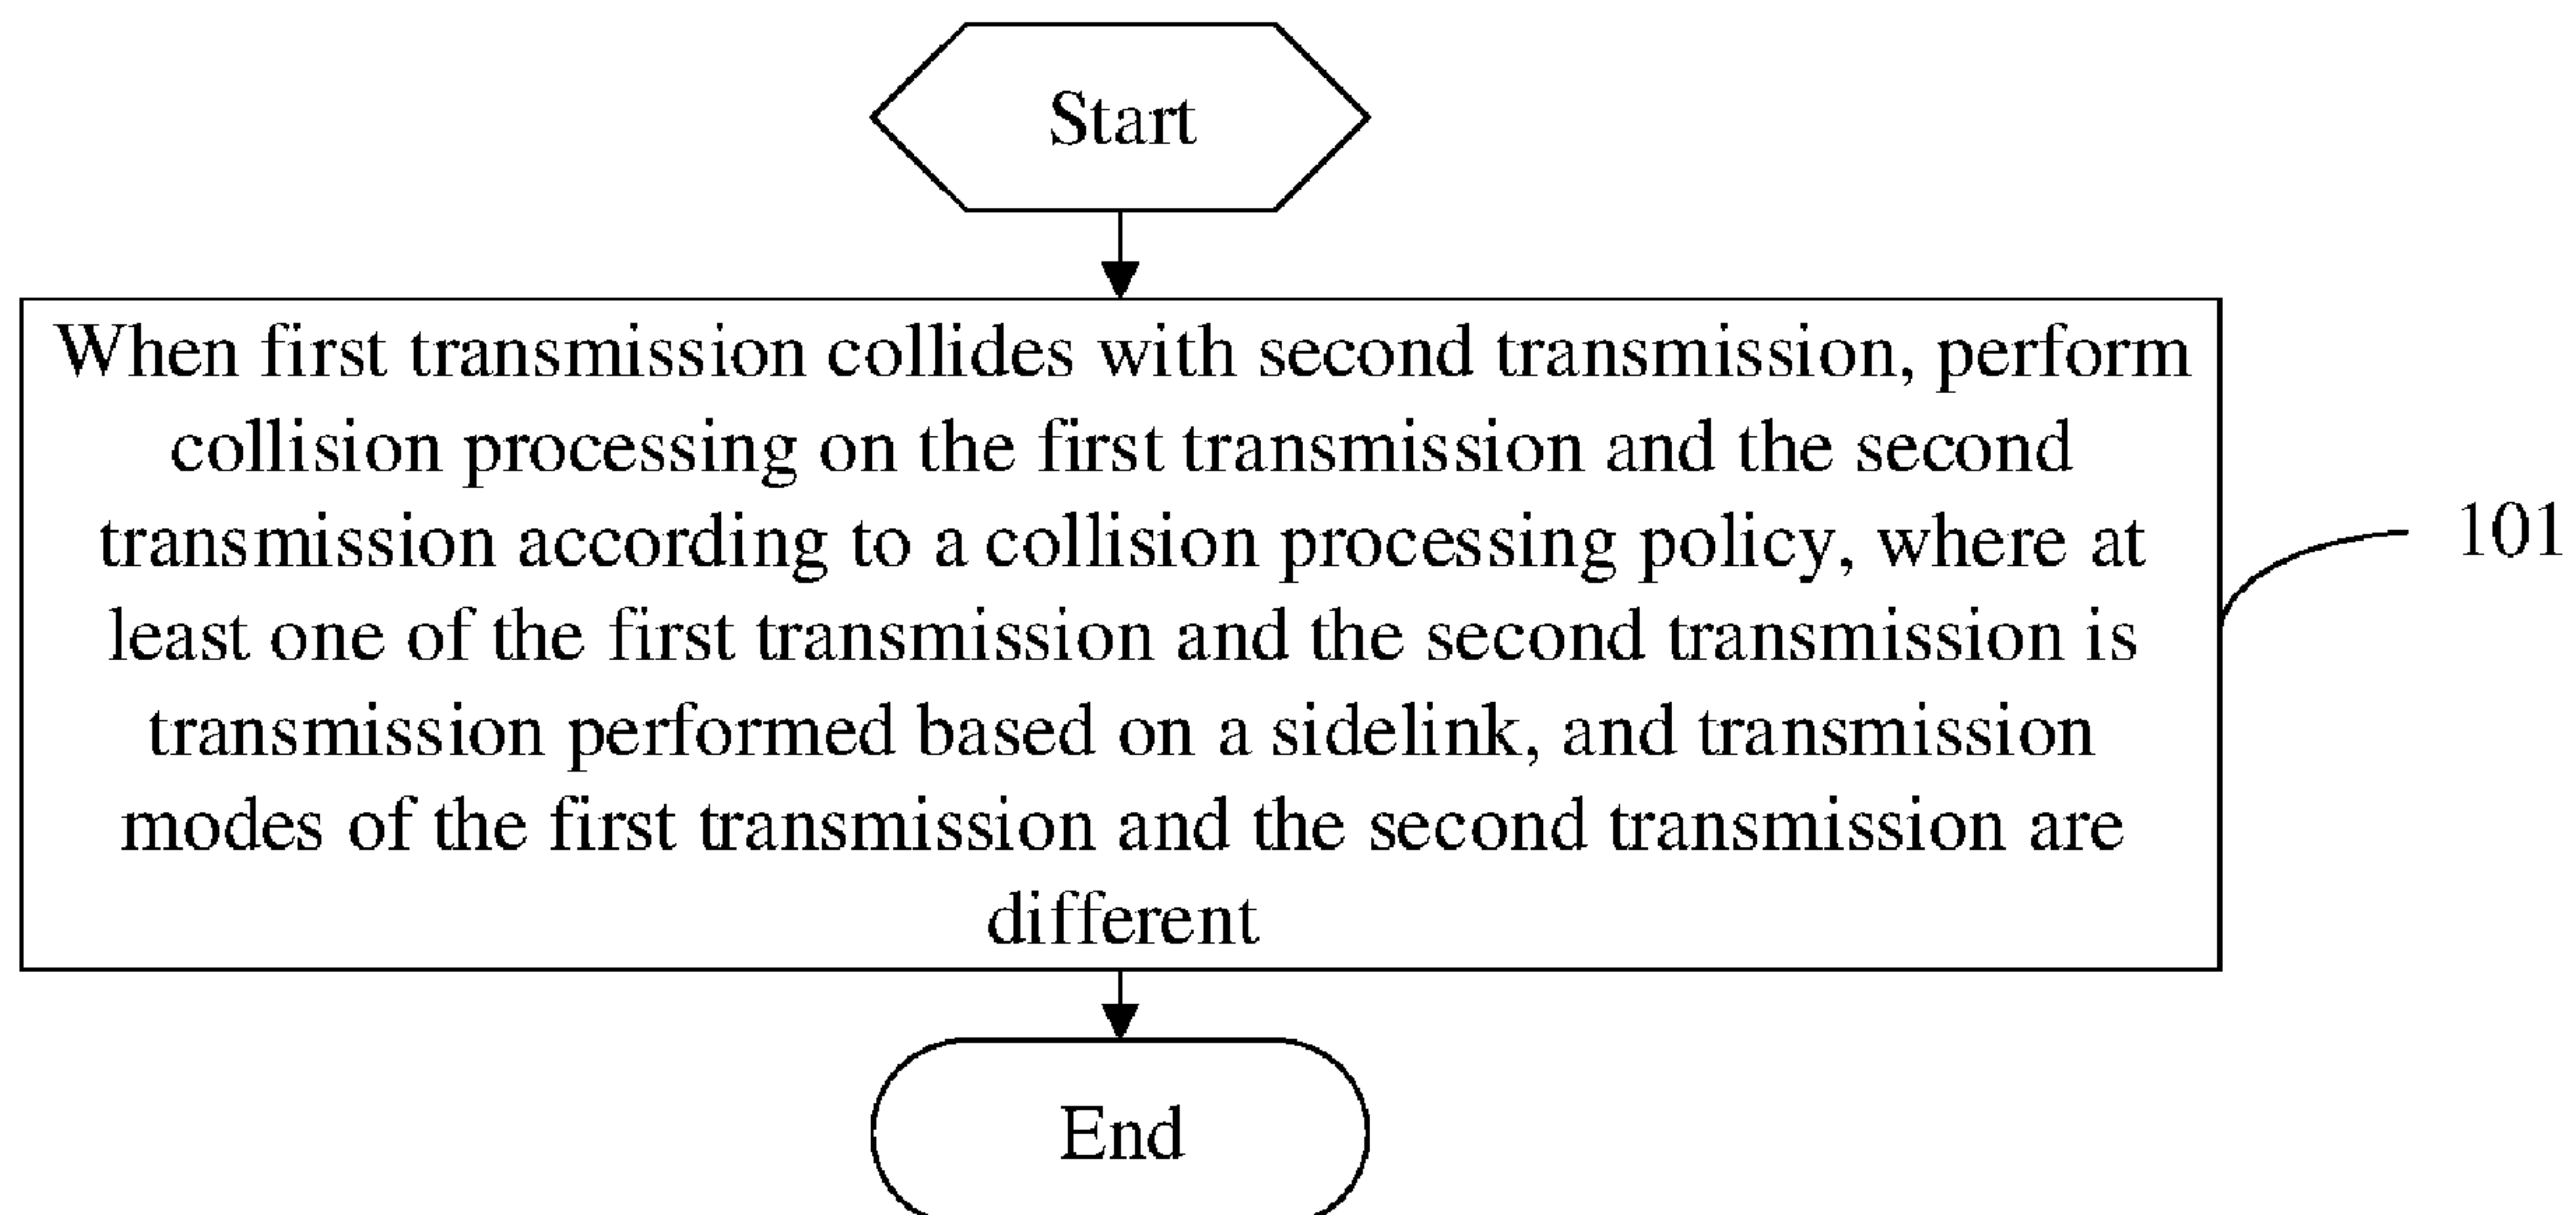 Start
When first transmission collides with second transmission, perform
collision processing on the first transmission and the second
transmission according to a collision processing policy, where at
least one of the first transmission and the second transmission is
transmission performed based on a sidelink, and transmission
modes of the first transmission and the second transmission are
different
101
End